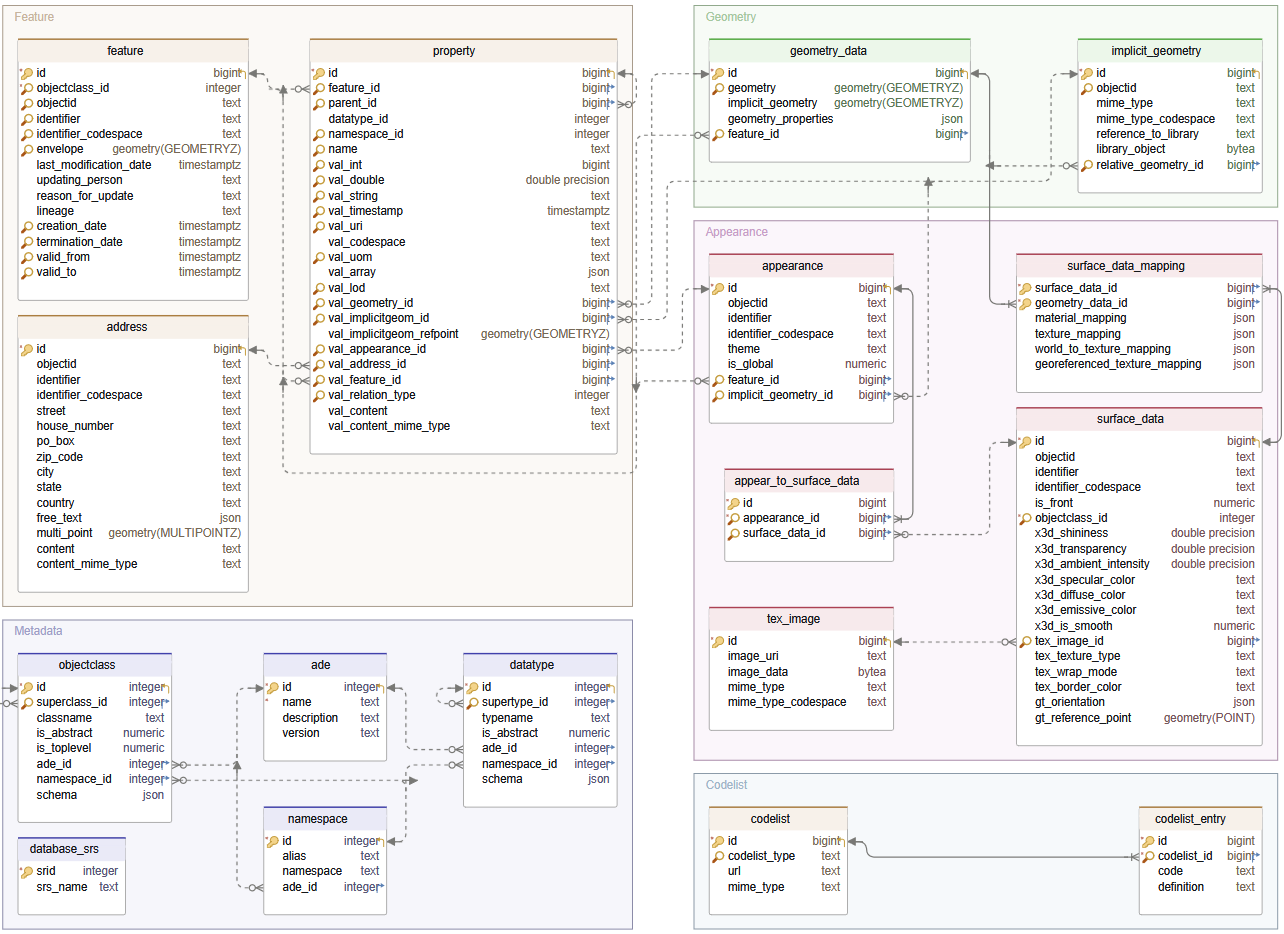 Feature
feature
id bigint
objectclass_id integer
objectid text
identifier text
identifier_codespace text
envelope geometry(GEOMETRYZ)
last_modification_date timestamptz
updating_person text
reason_for_update text
lineage text
creation_date timestamptz
termination_date timestamptz
valid_from timestamptz
valid_to timestamptz
property
id bigint
feature_id bigint
parent_id bigint
datatype_id integer
namespace_id integer
name text
val_int bigint
val_double double precision
val_string text
val_timestamp timestamptz
val_uri text
val_codespace text
val_uom text
val_array json
val_lod text
val_geometry_id bigint
val_implicitgeom_id bigint
val_implicitgeom_refpoint geometry(GEOMETRYZ)
val_appearance_id bigint
val_address_id bigint
val_feature_id bigint
val_relation_type integer
val_content text
val_content_mime_type text
address
id bigint
objectid text
identifier text
identifier_codespace text
street text
house_number text
po_box text
zip_code text
city text
state text
country text
free_text json
multi_point geometry(MULTIPOINTZ)
content text
content_mime_type text
Geometry
geometry_data
id bigint
geometry geometry(GEOMETRYZ)
implicit_geometry geometry(GEOMETRYZ)
geometry_properties json
feature_id bigint
implicit_geometry
id bigint
objectid text
mime_type text
mime_type_codespace text
reference_to_library text
library_object bytea
relative_geometry_id bigint
Appearance
appearance
id bigint
objectid text
identifier text
identifier_codespace text
theme text
is_global numeric
feature_id bigint
implicit_geometry_id bigint
surface_data_mapping
surface_data_id bigint
geometry_data_id bigint
material_mapping json
texture_mapping json
world_to_texture_mapping json
georeferenced_texture_mapping json
appear_to_surface_data
id bigint
appearance_id bigint
surface_data_id bigint
surface_data
id bigint
objectid text
identifier text
identifier_codespace text
is_front numeric
objectclass_id integer
x3d_shininess double precision
x3d_transparency double precision
x3d_ambient_intensity double precision
x3d_specular_color text
x3d_diffuse_color text
x3d_emissive_color text
x3d_is_smooth numeric
tex_image_id bigint
tex_texture_type text
tex_wrap_mode text
tex_border_color text
gt_orientation json
gt_reference_point geometry(POINT)
tex_image
id bigint
image_uri text
image_data bytea
mime_type text
mime_type_codespace text
Metadata
objectclass
id integer
superclass_id integer
classname text
is_abstract numeric
is_toplevel numeric
ade_id integer
namespace_id integer
schema json
ade
id integer
name text
description text
version text
datatype
id integer
supertype_id integer
typename text
is_abstract numeric
ade_id integer
namespace_id integer
schema json
database_srs
srid integer
srs_name text
namespace
id integer
alias text
namespace text
ade_id integer
Codelist
codelist
id bigint
codelist_type text
url text
mime_type text
codelist_entry
id bigint
codelist_id bigint
code text
definition text